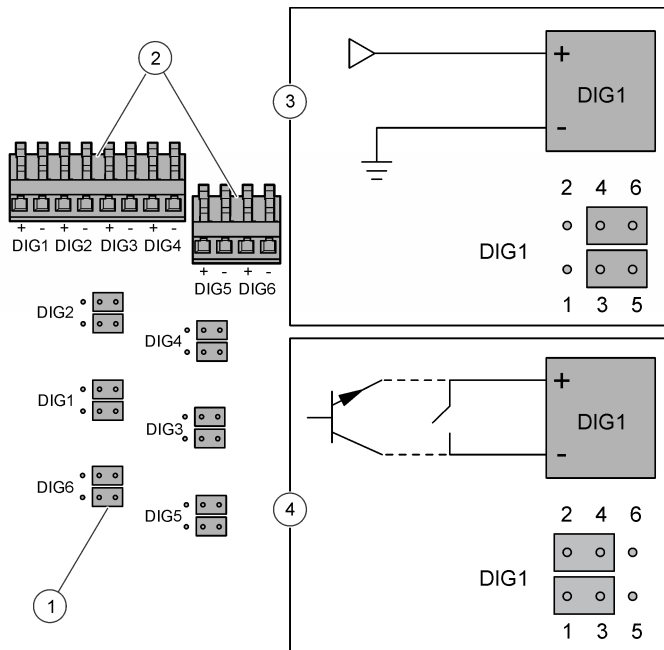 2
+ - + - + - + -
DIG1 DIG2 DIG3 DIG4
+ - + -
DIG5 DIG6
DIG2
DIG4
DIG1
DIG3
DIG6
DIG5
1
3
+
DIG1
-
2 4 6
DIG1
1 3 5
4
+
DIG1
-
2 4 6
DIG1
1 3 5